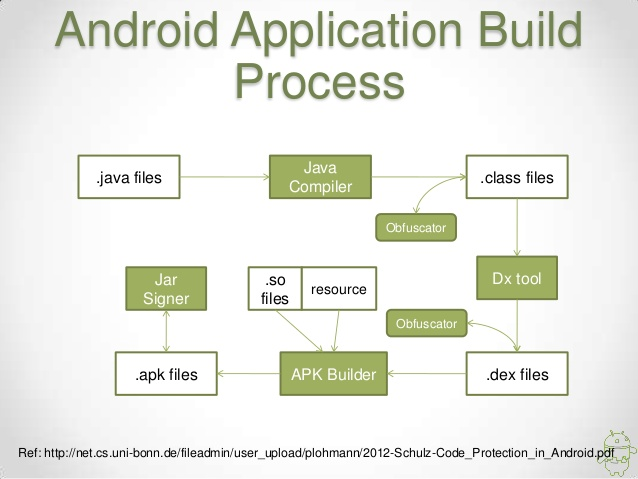 Android Application Build
Process
.java files
Java
Compiler
.class files
Obfuscator
Jar
Signer
.so
files
resource
Dx tool
Obfuscator
.apk files
APK Builder
.dex files
Ref: http://net.cs.uni-bonn.de/fileadmin/user_upload/plohmann/2012-Schulz-Code_Protection_in_Android.pdf